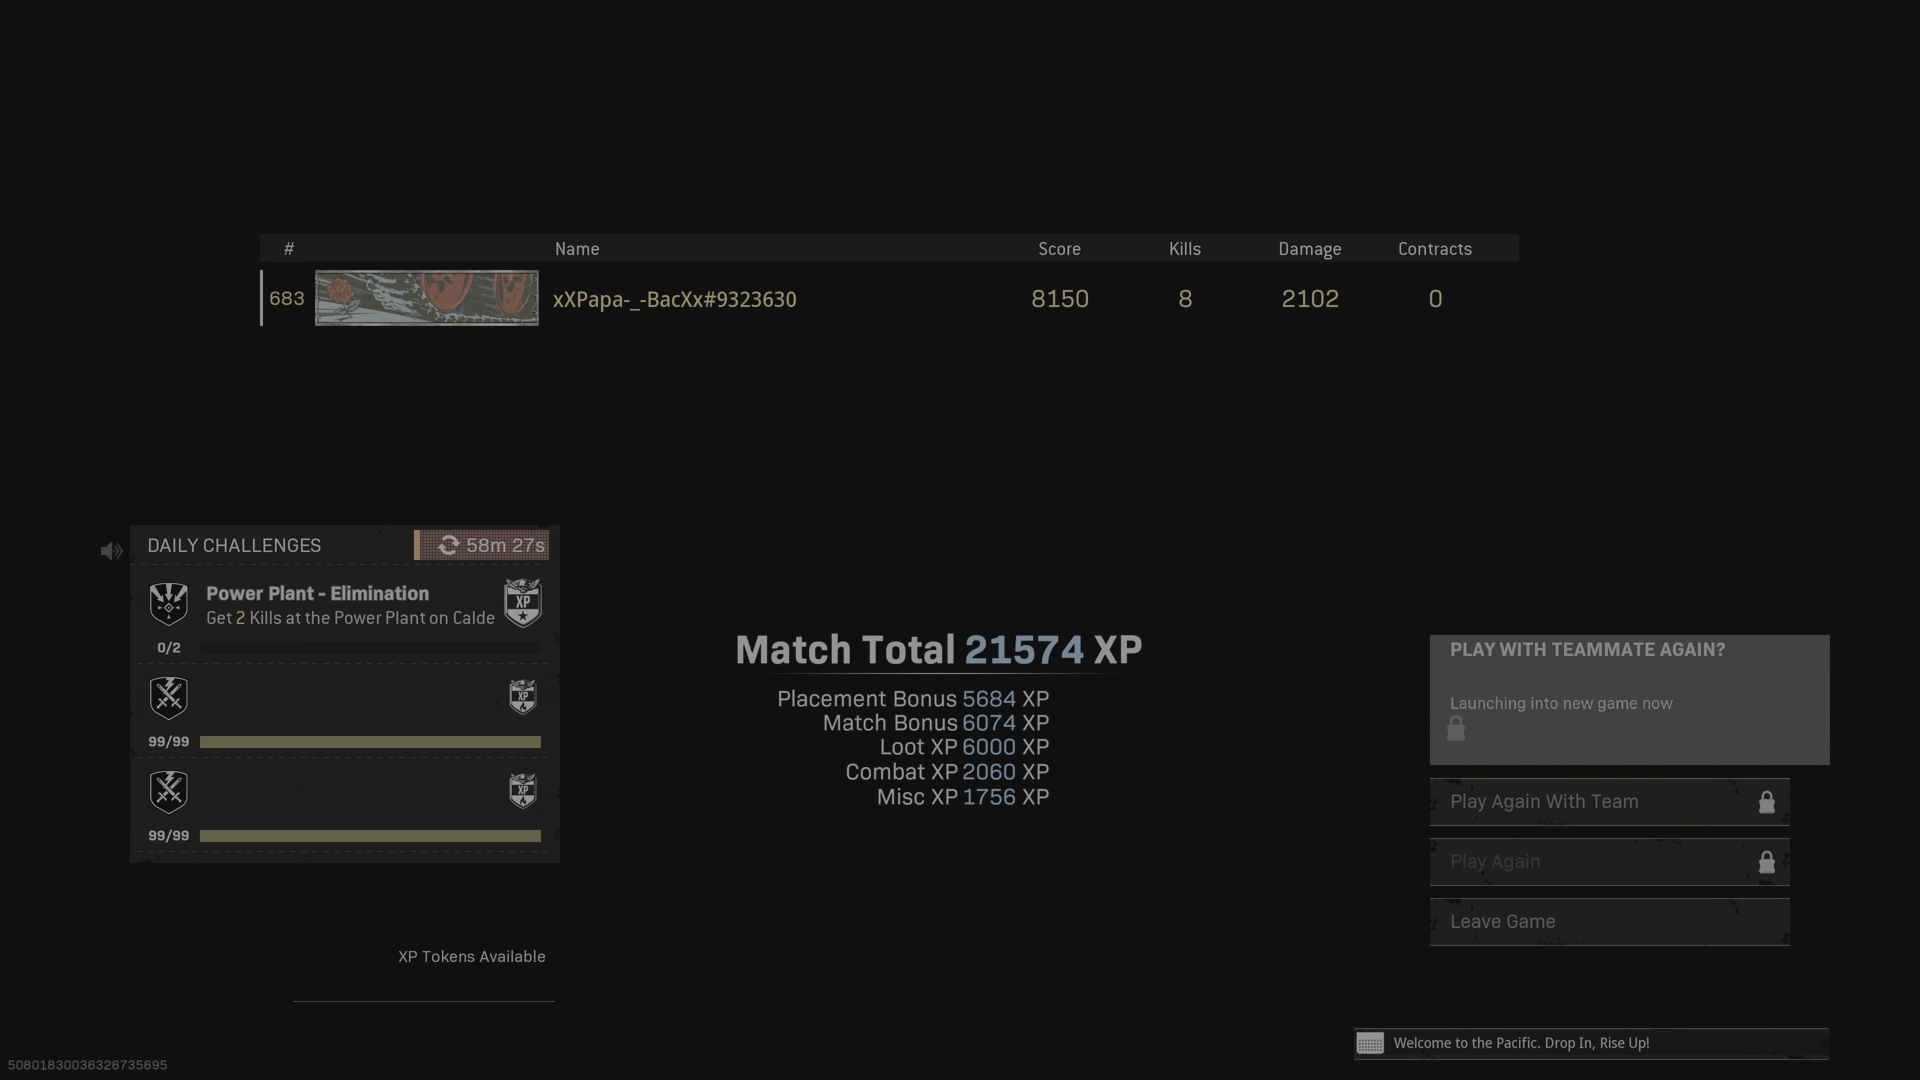 # Name Score Kills Damage Contracts
683 xXPapa-_-BacXx#9323630 8150 8 2102 0
DAILY CHALLENGES 58m 27s
Power Plant - Elimination
Get 2 Kills at the Power Plant on Calde
XP
0/2
XP
99/99
XP
99/99
XP Tokens Available
Match Total 21574 XP
Placement Bonus 5684 XP
Match Bonus 6074 XP
Loot XP 6000 XP
Combat XP 2060 XP
Misc XP 1756 XP
PLAY WITH TEAMMATE AGAIN?
Launching into new game now
Play Again With Team
Play Again
Leave Game
Welcome to the Pacific. Drop In, Rise Up!
50801830036326735695